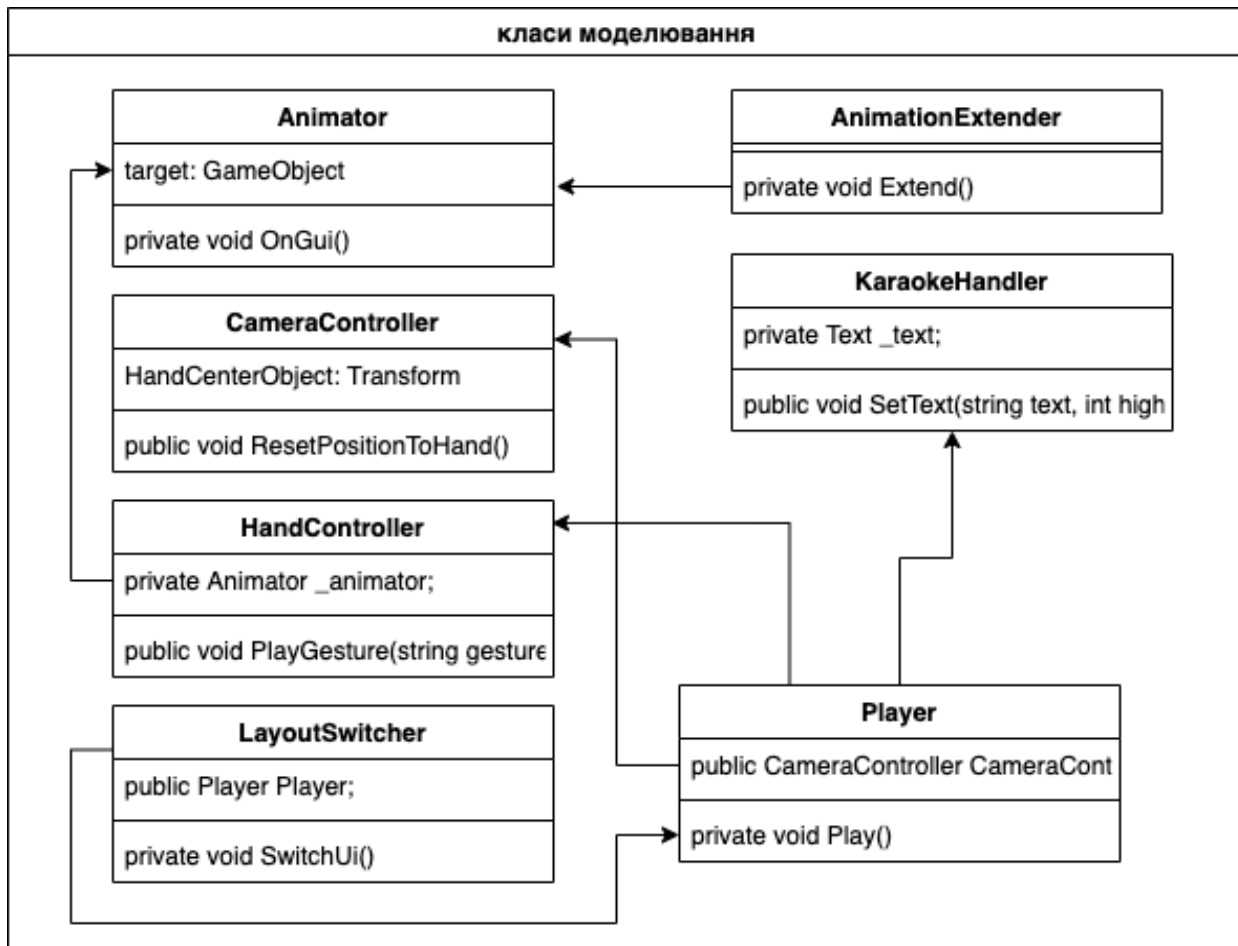 класи моделювання
Animator
target: GameObject
private void OnGui()
AnimationExtender
private void Extend()
CameraController
HandCenterObject: Transform
public void ResetPositionToHand()
KaraokeHandler
private Text _text;
public void SetText(string text, int high
HandController
private Animator _animator;
public void PlayGesture(string gesture
LayoutSwitcher
public Player Player;
private void SwitchUi()
Player
public CameraController CameraCont
private void Play()